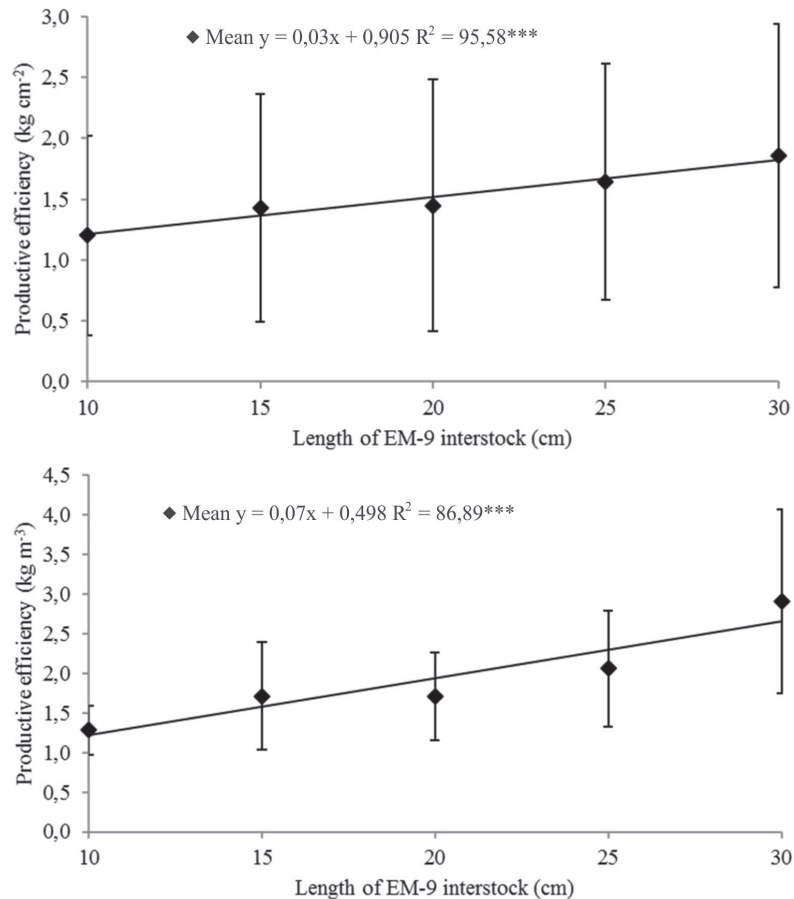 3,0
Mean y = 0,03x + 0,905 R² = 95,58***
2,5
2,0
1,5
1,0
0,5
0,0
Productive efficiency (kg cm⁻²)
10 15 20 25 30
Length of EM-9 interstock (cm)
4,5
Mean y = 0,07x + 0,498 R² = 86,89***
4,0
3,5
3,0
2,5
2,0
1,5
1,0
0,5
0,0
Productive efficiency (kg m⁻³)
10 15 20 25 30
Length of EM-9 interstock (cm)